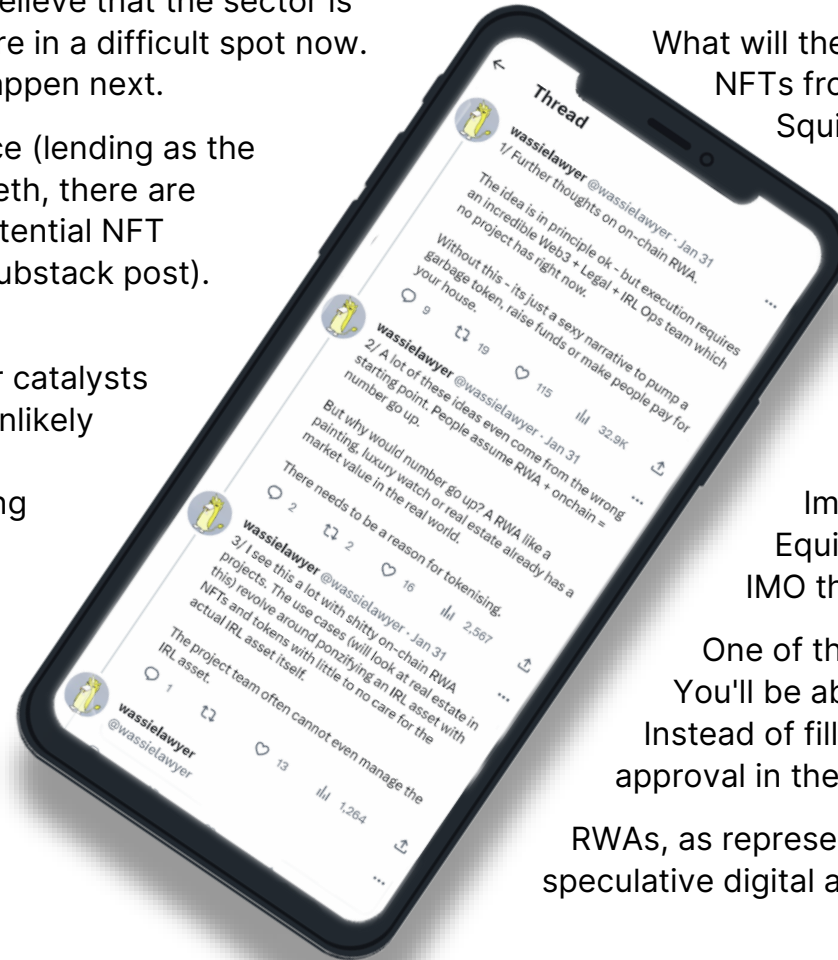 elieve that the sector is
re in a difficult spot now.
appen next.
ce (lending as the
eth, there are
tential NFT
ubstack post).
r catalysts
nlikely
ng
Thread
wassielawyer @wassielawyer · Jan 31
1/ Further thoughts on on-chain RWA.
The idea is in principle ok - but execution requires
an incredible Web3 + Legal + IRL Ops team which
no project has right now.
Without this - its just a sexy narrative to pump a
garbage token, raise funds or make people pay for
your house.
9 19 115 32.9K
wassielawyer @wassielawyer · Jan 31
2/ A lot of these ideas even come from the wrong
starting point. People assume RWA + onchain =
number go up.
But why would number go up? A RWA like a
painting, luxury watch or real estate already has a
market value in the real world.
There needs to be a reason for tokenising.
2 2 16 2,567
wassielawyer @wassielawyer · Jan 31
3/ I see this a lot with shitty on-chain RWA
projects. The use cases (will look at real estate in
this) revolve around ponzifying an IRL asset with
NFTs and tokens with little to no care for the
actual IRL asset itself.
The project team often cannot even manage the
IRL asset.
1 13 1,264
wassielawyer
@wassielawyer
What will the
NFTs fro
Squi
Im
Equi
IMO th
One of th
You'll be ab
Instead of fill
approval in the
RWAs, as represe
speculative digital a